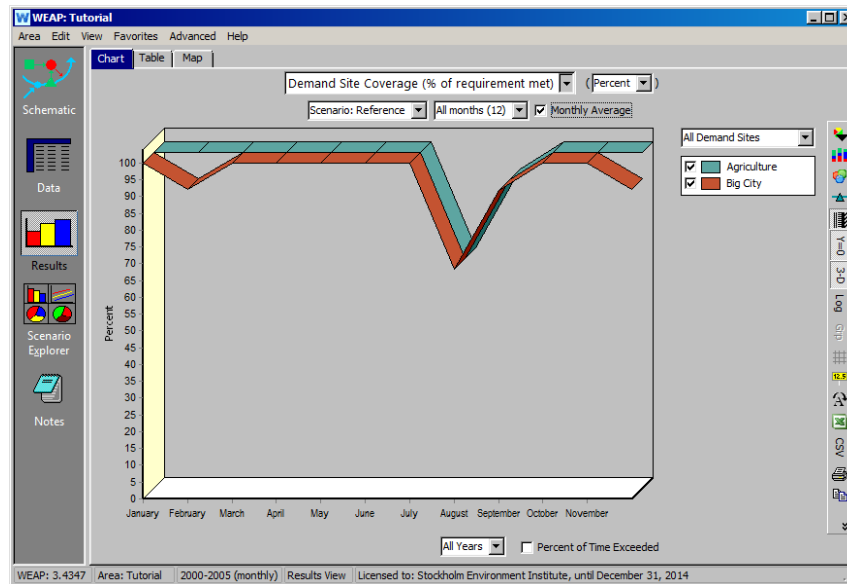 WEAP: Tutorial
Area Edit View Favorites Advanced Help
Chart Table Map
Demand Site Coverage (% of requirement met) ( Percent )
Scenario: Reference All months (12) Monthly Average
All Demand Sites
Agriculture
Big City
Schematic
Data
Results
Scenario Explorer
Notes
Percent
100
95
90
85
80
75
70
65
60
55
50
45
40
35
30
25
20
15
10
5
0
January February March April May June July August September October November
All Years Percent of Time Exceeded
Y=0
3-D
Log
Grp
12.5
CSV
WEAP: 3.4347 Area: Tutorial 2000-2005 (monthly) Results View Licensed to: Stockholm Environment Institute, until December 31, 2014